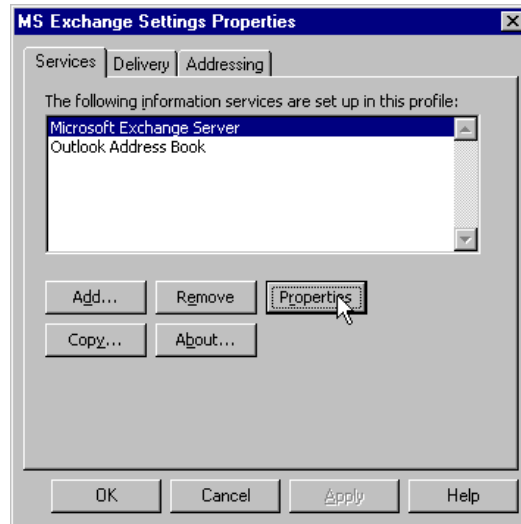 MS Exchange Settings Properties
Services Delivery Addressing
The following information services are set up in this profile:
Microsoft Exchange Server
Outlook Address Book
Add... Remove Properties
Copy... About...
OK Cancel Apply Help